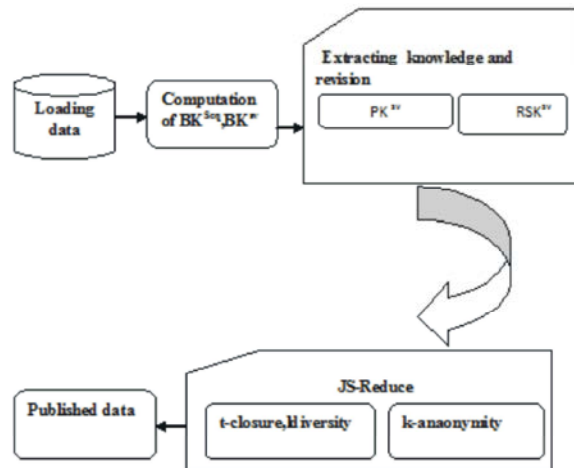 Extracting knowledge and
revision
Loading
data
Computation
of BK^Seq,BK^sv
PK^sv
RSK^sv
JS-Reduce
Published data
t-closure,ldiversity
k-anaonymity